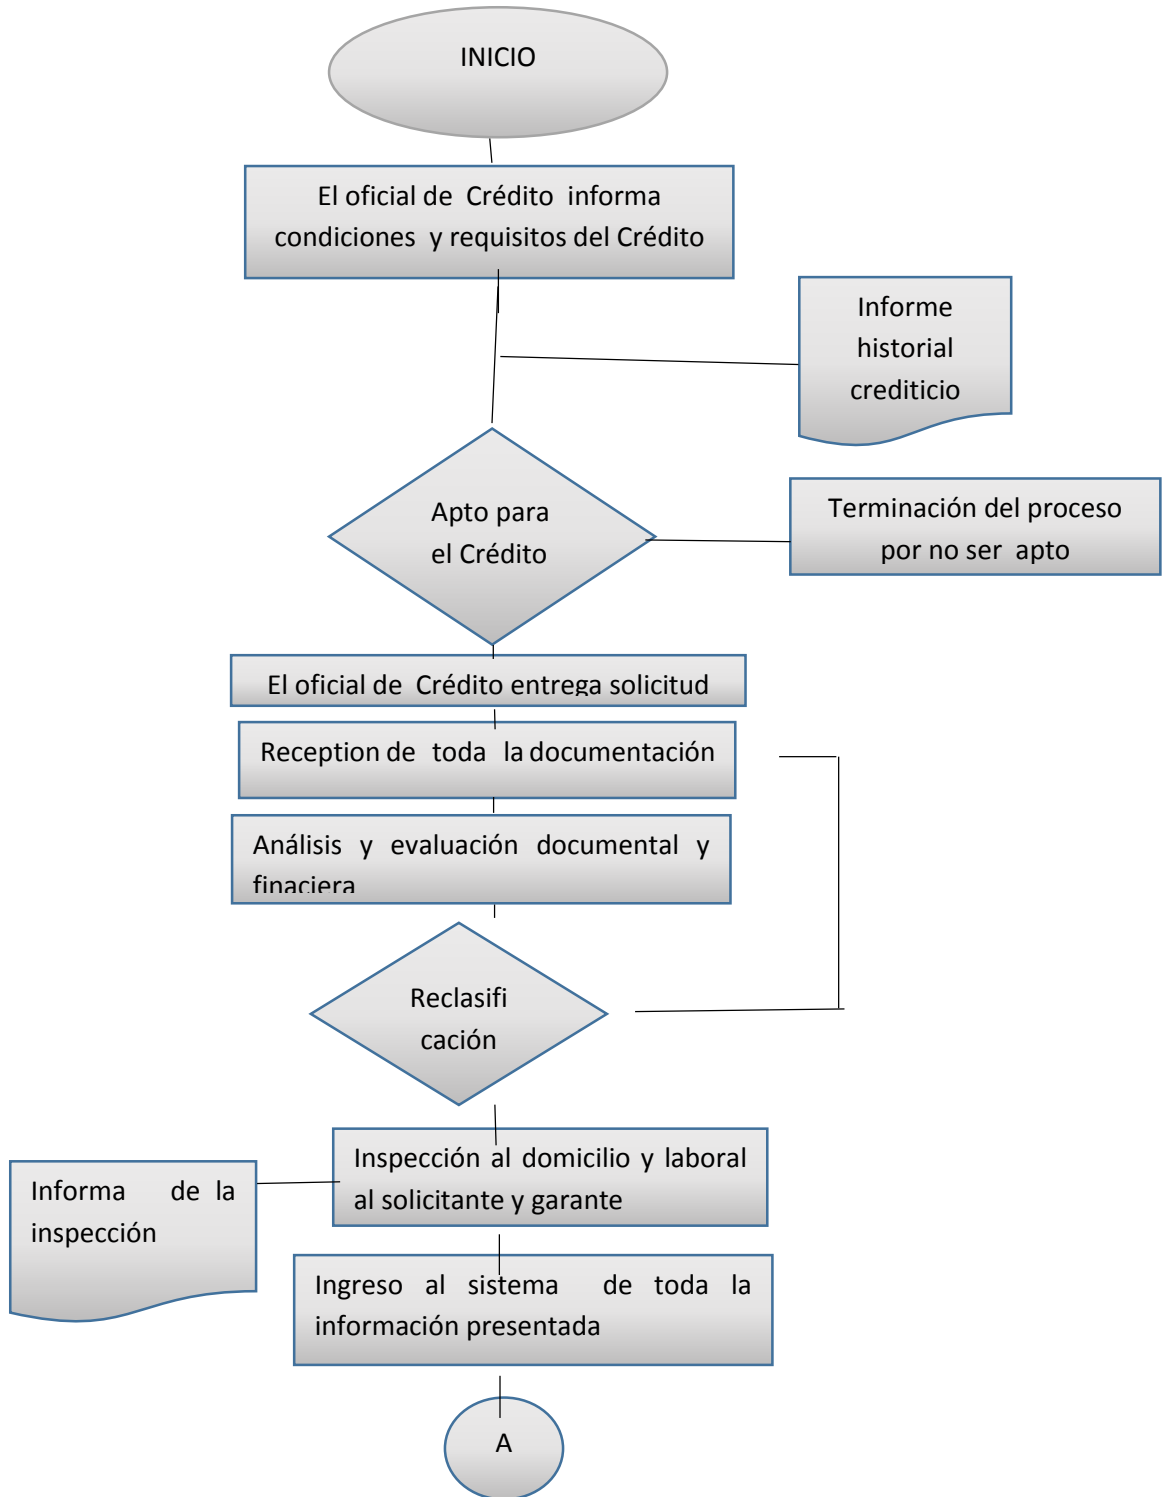 INICIO
El oficial de Crédito informa
condiciones y requisitos del Crédito
Informe
historial
crediticio
Apto para
el Crédito
Terminación del proceso
por no ser apto
El oficial de Crédito entrega solicitud
Reception de toda la documentación
Análisis y evaluación documental y
finaciera
Reclasifi
cación
Inspección al domicilio y laboral
al solicitante y garante
Informa de la
inspección
Ingreso al sistema de toda la
información presentada
A